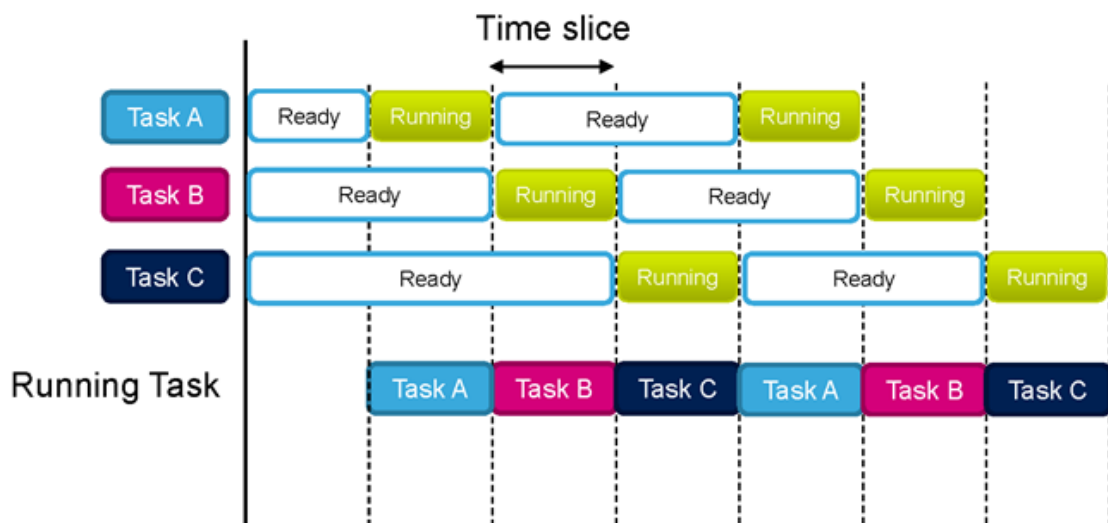 Time slice
Task A Ready Running Ready Running
Task B Ready Running Ready Running
Task C Ready Running Ready Running
Running Task Task A Task B Task C Task A Task B Task C